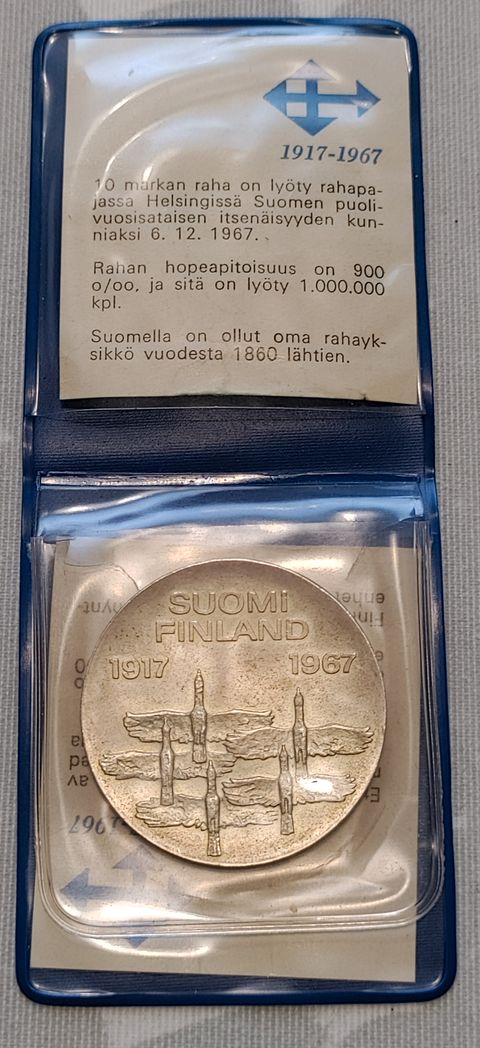 1917-1967
10 markan raha on lyöty rahapa-
jassa Helsingissä Suomen puoli-
vuosisataisen itsenäisyyden kun-
niaksi 6. 12. 1967.
Rahan hopeapitoisuus on 900
o/oo, ja sitä on lyöty 1.000.000
kpl.
Suomella on ollut oma rahayk-
sikkö vuodesta 1860 lähtien.
SUOMI
FINLAND
1917 1967